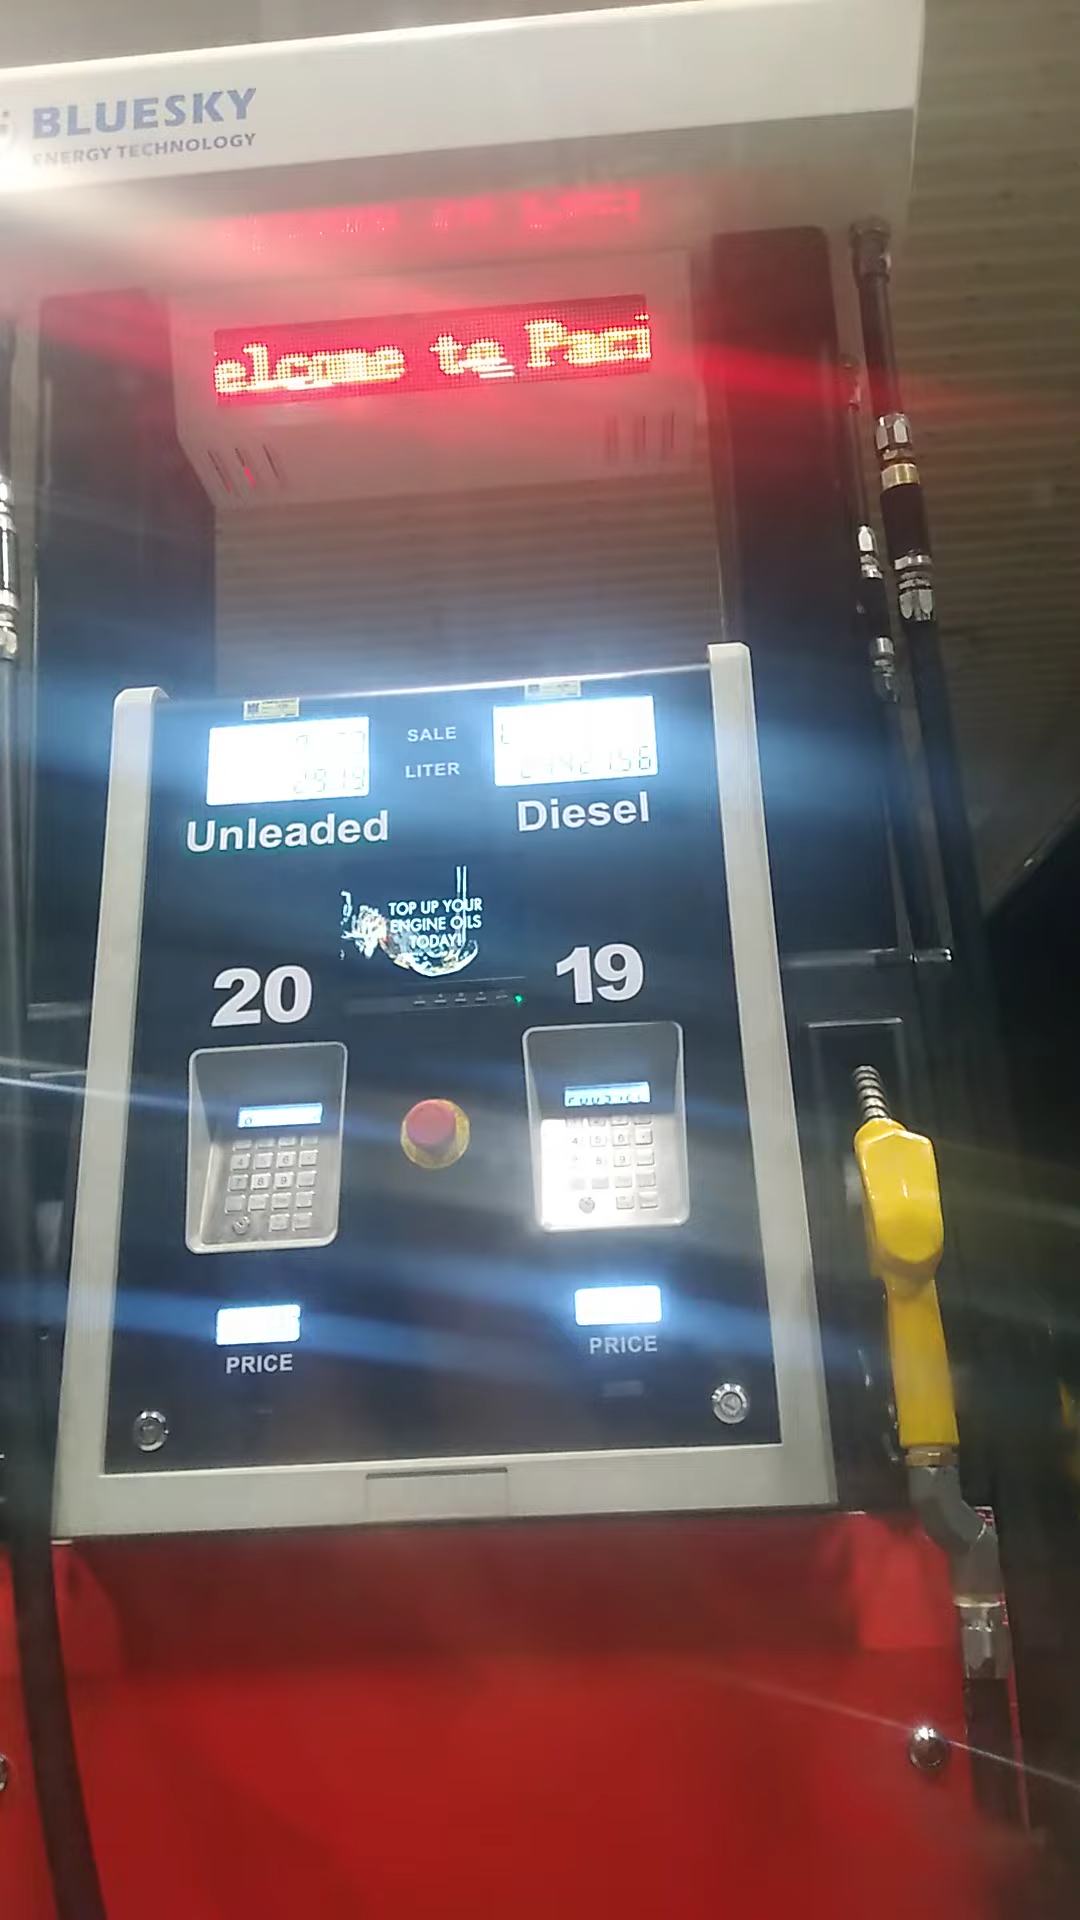 BLUESKY
ENERGY TECHNOLOGY
elcome to Paci
SALE
LITER
Unleaded
Diesel
TOP UP YOUR
ENGINE OILS
TODAY!
20
19
PRICE
PRICE